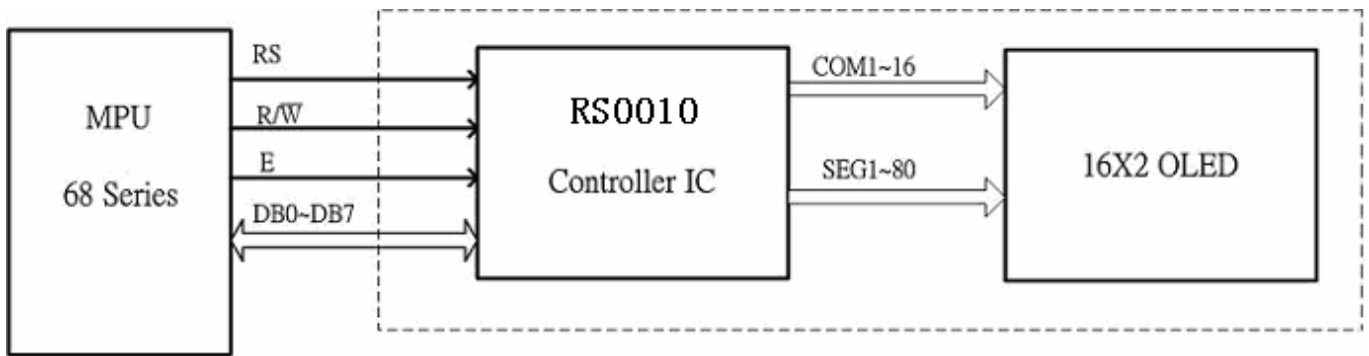 MPU
68 Series
RS
R/W̅
E
DB0~DB7
RS0010
Controller IC
COM1~16
SEG1~80
16X2 OLED